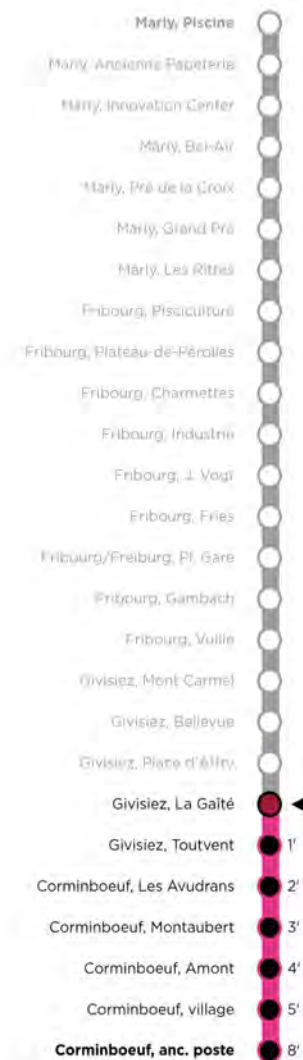 Marly, Piscine
Marly, Ancienne Papeterie
Marly, Innovation Center
Marly, Bel-Air
Marly, Pré de la Croix
Marly, Grand Pré
Marly, Les Rittes
Fribourg, Pisciculture
Fribourg, Plateau-de-Pérolles
Fribourg, Charmettes
Fribourg, Industrie
Fribourg, J. Vogt
Fribourg, Fries
Fribourg/Freiburg, Pl. Gare
Fribourg, Gambach
Fribourg, Vuille
Givisiez, Mont Carmel
Givisiez, Bellevue
Givisiez, Place d'Affry
Givisiez, La Gaîté
Givisiez, Toutvent 1'
Corminboeuf, Les Avudrans 2'
Corminboeuf, Montaubert 3'
Corminboeuf, Amont 4'
Corminboeuf, village 5'
Corminboeuf, anc. poste 8'